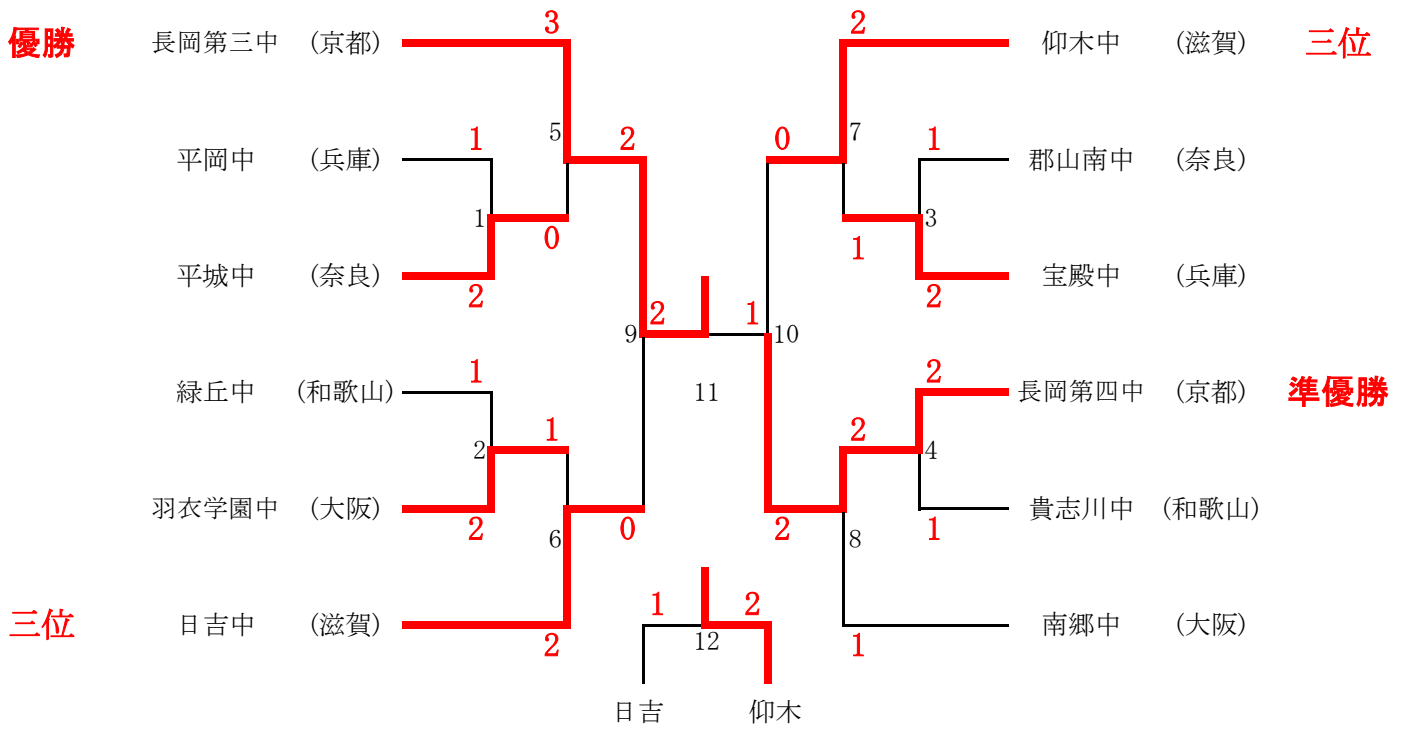 3 2
優勝 長岡第三中 (京都) 仰木中 (滋賀) 三位
1 5 2 0 7 1
平岡中 (兵庫) 郡山南中 (奈良)
1 0 1 3
平城中 (奈良) 宝殿中 (兵庫)
2 2
9 2 1 10
1 2
緑丘中 (和歌山) 11 長岡第四中 (京都) 準優勝
2 1 2 4
羽衣学園中 (大阪) 貴志川中 (和歌山)
2 6 0 2 8 1
1 2
三位 日吉中 (滋賀) 南郷中 (大阪)
2 12 1
日吉 仰木